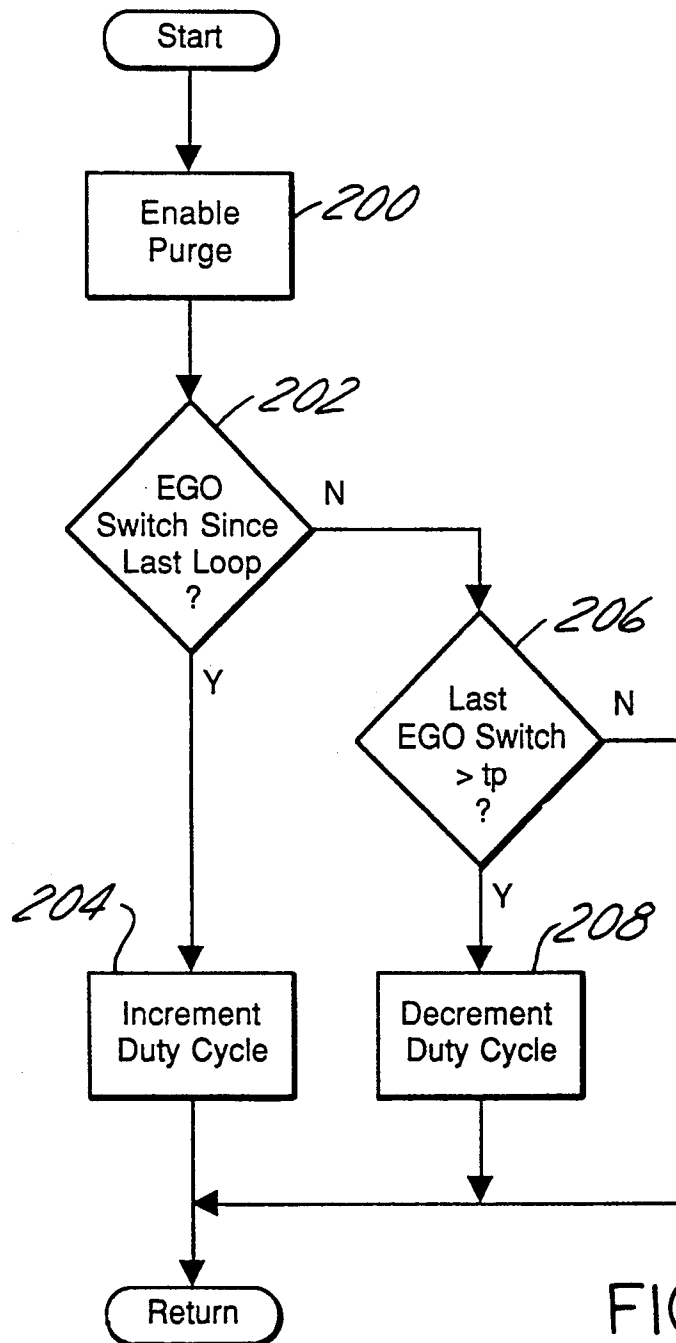 Start
200
Enable
Purge
202
EGO
Switch Since
Last Loop
?
N
Y
206
Last
EGO Switch
> tp
?
N
Y
204
Increment
Duty Cycle
208
Decrement
Duty Cycle
Return